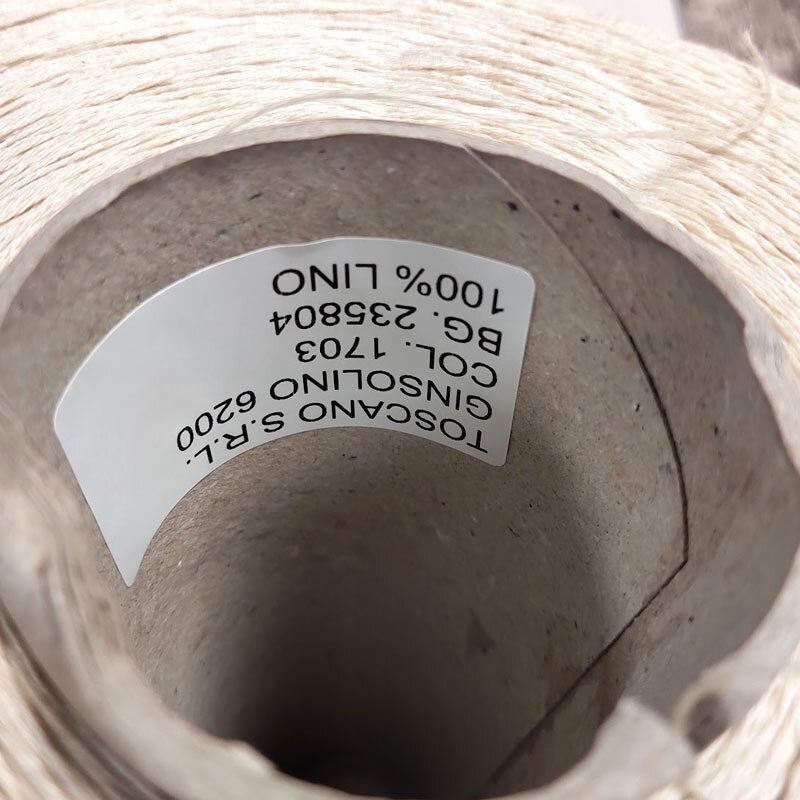 TOSCANO S.R.L.
GINSOLINO 6200
COL. 1703
BG. 235804
100% LINO